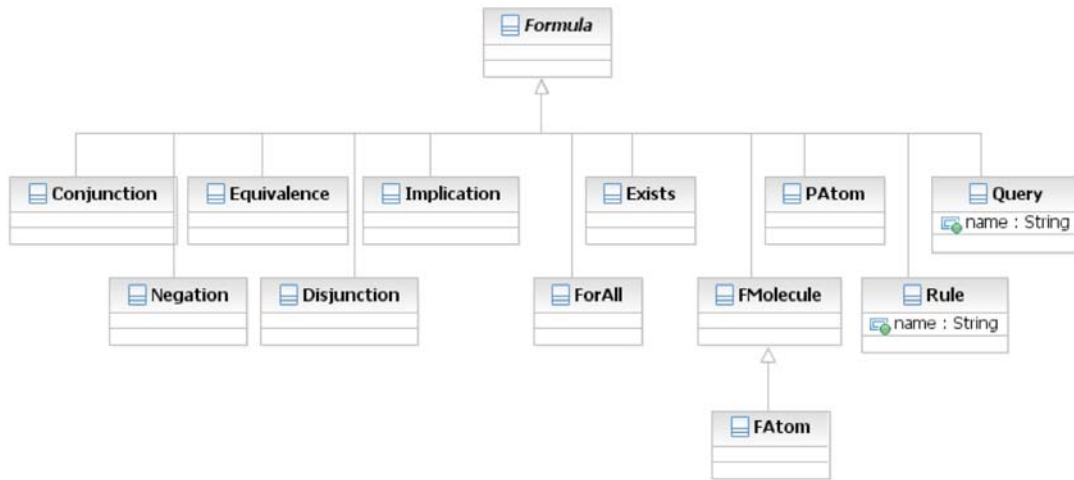 Formula
Conjunction
Equivalence
Implication
Exists
PAtom
Query
name : String
Negation
Disjunction
ForAll
FMolecule
Rule
name : String
FAtom